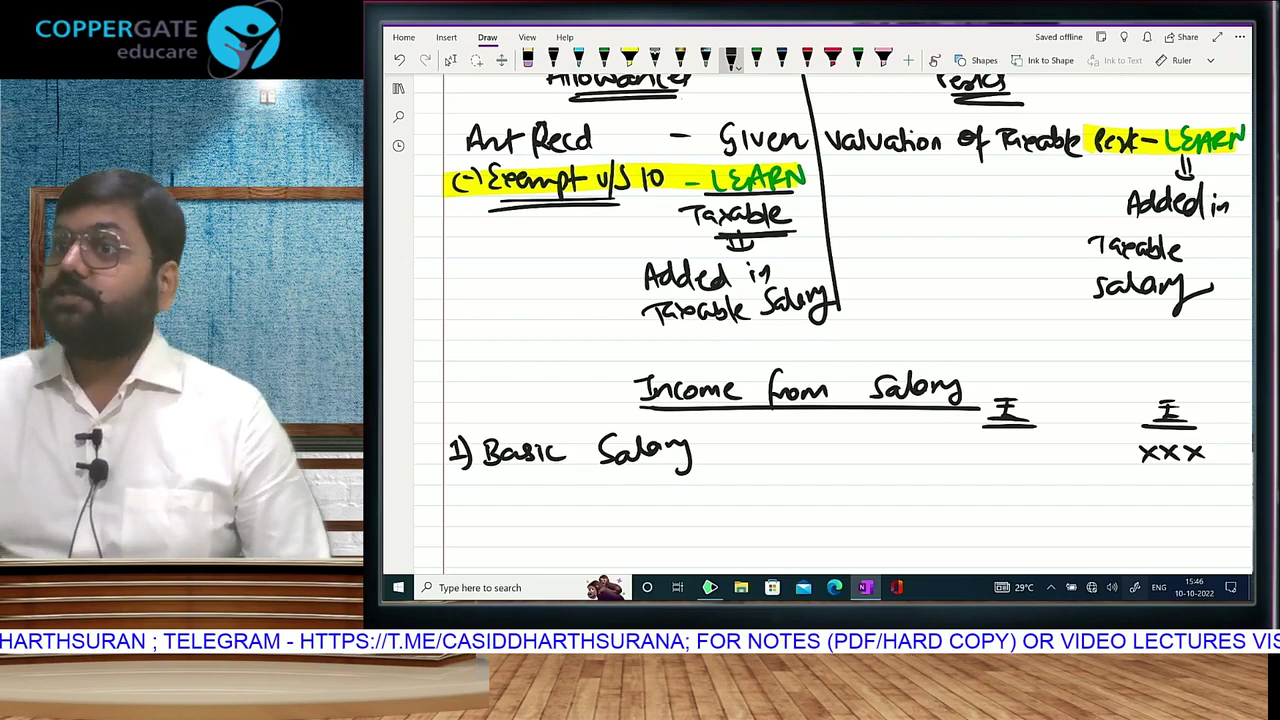 COPPERGATE
educare
Home Insert Draw View Help
Saved offline
Share
Shapes
Ink to Shape
Ink to Text
Ruler
Allowances
Perks
Amt Recd - Given
(-) Exempt u/s 10 - LEARN
Taxable
Added in
Taxable Salary
Valuation of Taxable Perk - LEARN
Added in
Taxable
Salary
Income from Salary
₹ ₹
1) Basic Salary xxx
Type here to search
29°C
ENG
15:46
10-10-2022
HARTHSURAN ; TELEGRAM - HTTPS://T.ME/CASIDDHARTHSURANA; FOR NOTES (PDF/HARD COPY) OR VIDEO LECTURES VIS